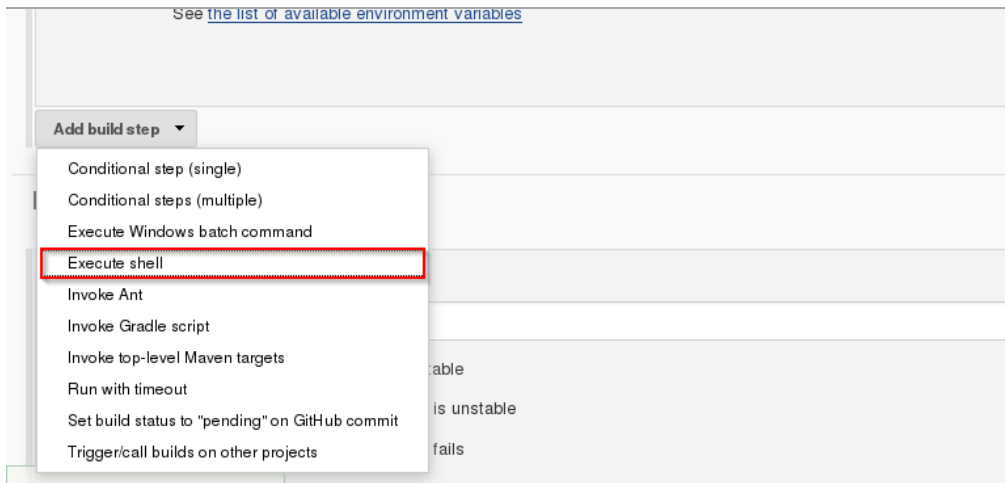 See the list of available environment variables
Add build step
Conditional step (single)
Conditional steps (multiple)
Execute Windows batch command
Execute shell
Invoke Ant
Invoke Gradle script
Invoke top-level Maven targets
Run with timeout
Set build status to "pending" on GitHub commit
Trigger/call builds on other projects
is unstable
fails